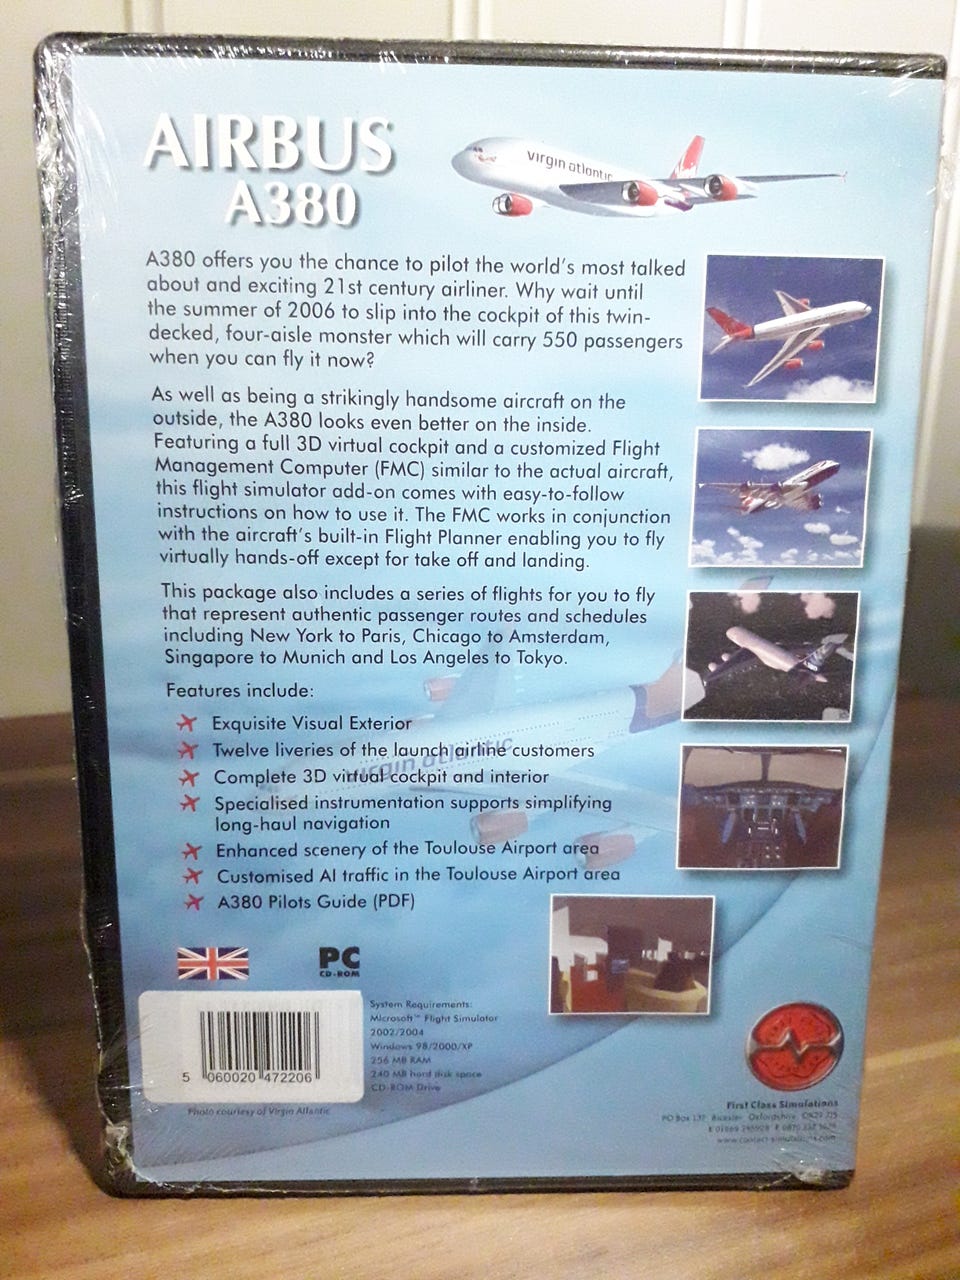 AIRBUS
A380
virgin atlantic
A380 offers you the chance to pilot the world's most talked
about and exciting 21st century airliner. Why wait until
the summer of 2006 to slip into the cockpit of this twin-
decked, four-aisle monster which will carry 550 passengers
when you can fly it now?
As well as being a strikingly handsome aircraft on the
outside, the A380 looks even better on the inside.
Featuring a full 3D virtual cockpit and a customized Flight
Management Computer (FMC) similar to the actual aircraft,
this flight simulator add-on comes with easy-to-follow
instructions on how to use it. The FMC works in conjunction
with the aircraft's built-in Flight Planner enabling you to fly
virtually hands-off except for take off and landing.
This package also includes a series of flights for you to fly
that represent authentic passenger routes and schedules
including New York to Paris, Chicago to Amsterdam,
Singapore to Munich and Los Angeles to Tokyo.
Features include:
Exquisite Visual Exterior
Twelve liveries of the launch airline customers
virgin atlantic
Complete 3D virtual cockpit and interior
Specialised instrumentation supports simplifying
long-haul navigation
Enhanced scenery of the Toulouse Airport area
Customised AI traffic in the Toulouse Airport area
A380 Pilots Guide (PDF)
PC
CD-ROM
System Requirements:
Microsoft™ Flight Simulator
2002/2004
Windows 98/2000/XP
256 MB RAM
240 MB hard disk space
CD-ROM Drive
5 060020 472206
Photo courtesy of Virgin Atlantic
First Class Simulations
PO Box Bicester Oxfordshire
www.contact-simulations.com